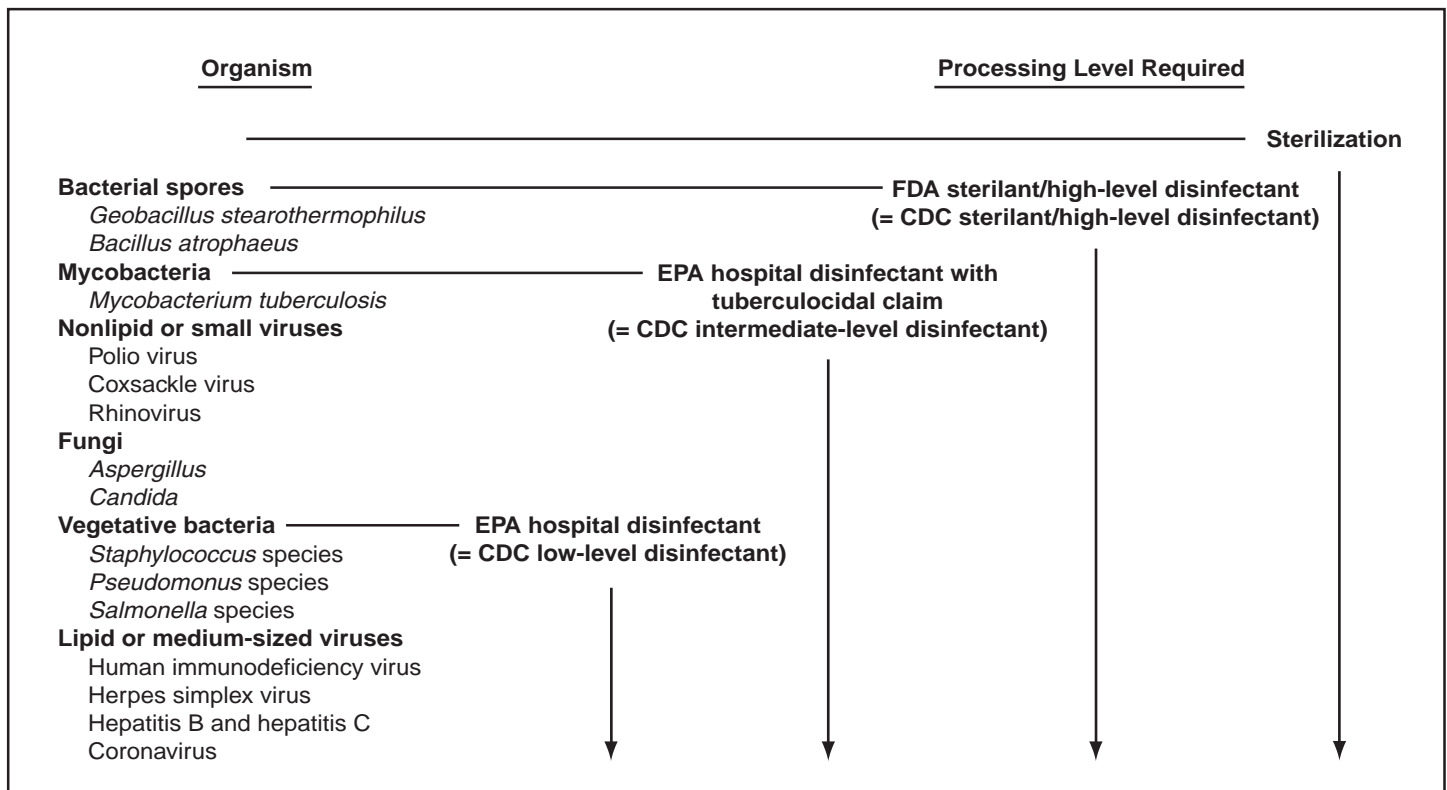 Organism Processing Level Required
Sterilization
Bacterial spores FDA sterilant/high-level disinfectant
Geobacillus stearothermophilus (= CDC sterilant/high-level disinfectant)
Bacillus atrophaeus
Mycobacteria EPA hospital disinfectant with
Mycobacterium tuberculosis tuberculocidal claim
Nonlipid or small viruses (= CDC intermediate-level disinfectant)
Polio virus
Coxsackle virus
Rhinovirus
Fungi
Aspergillus
Candida
Vegetative bacteria EPA hospital disinfectant
Staphylococcus species (= CDC low-level disinfectant)
Pseudomonus species
Salmonella species
Lipid or medium-sized viruses
Human immunodeficiency virus
Herpes simplex virus
Hepatitis B and hepatitis C
Coronavirus